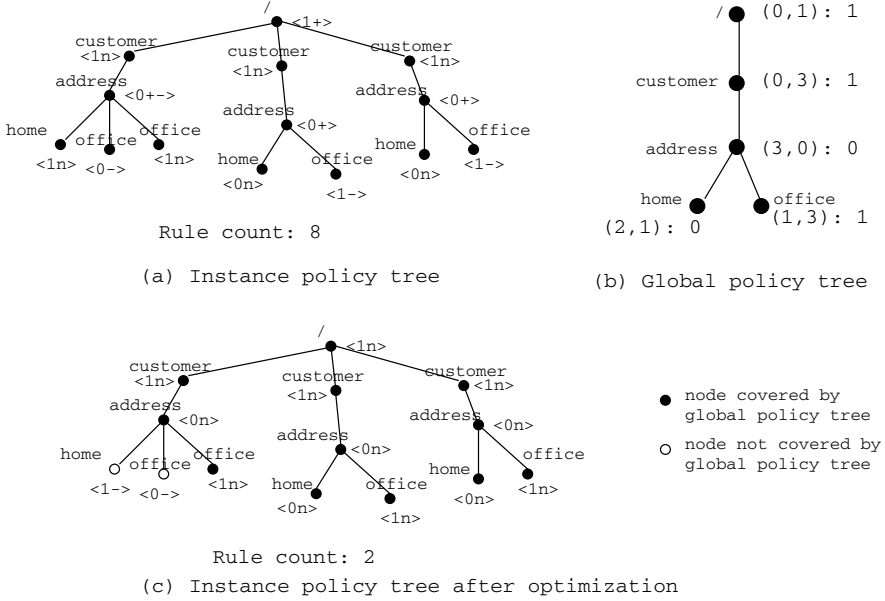 /
<1+>
customer
<1n>
customer
<1n>
customer
<1n>
address
<0+->
address
<0+>
address
<0+>
home
<1n>
office
<0->
office
<1n>
home
<0n>
office
<1->
home
<0n>
office
<1->
Rule count: 8
(a) Instance policy tree
/ (0,1): 1
customer (0,3): 1
address (3,0): 0
home
(2,1): 0
office
(1,3): 1
(b) Global policy tree
/
<1n>
customer
<1n>
customer
<1n>
customer
<1n>
address
<0n>
address
<0n>
address
<0n>
home
<1->
office
<0->
office
<1n>
home
<0n>
office
<1n>
home
<0n>
office
<1n>
Rule count: 2
(c) Instance policy tree after optimization
node covered by
global policy tree
node not covered by
global policy tree